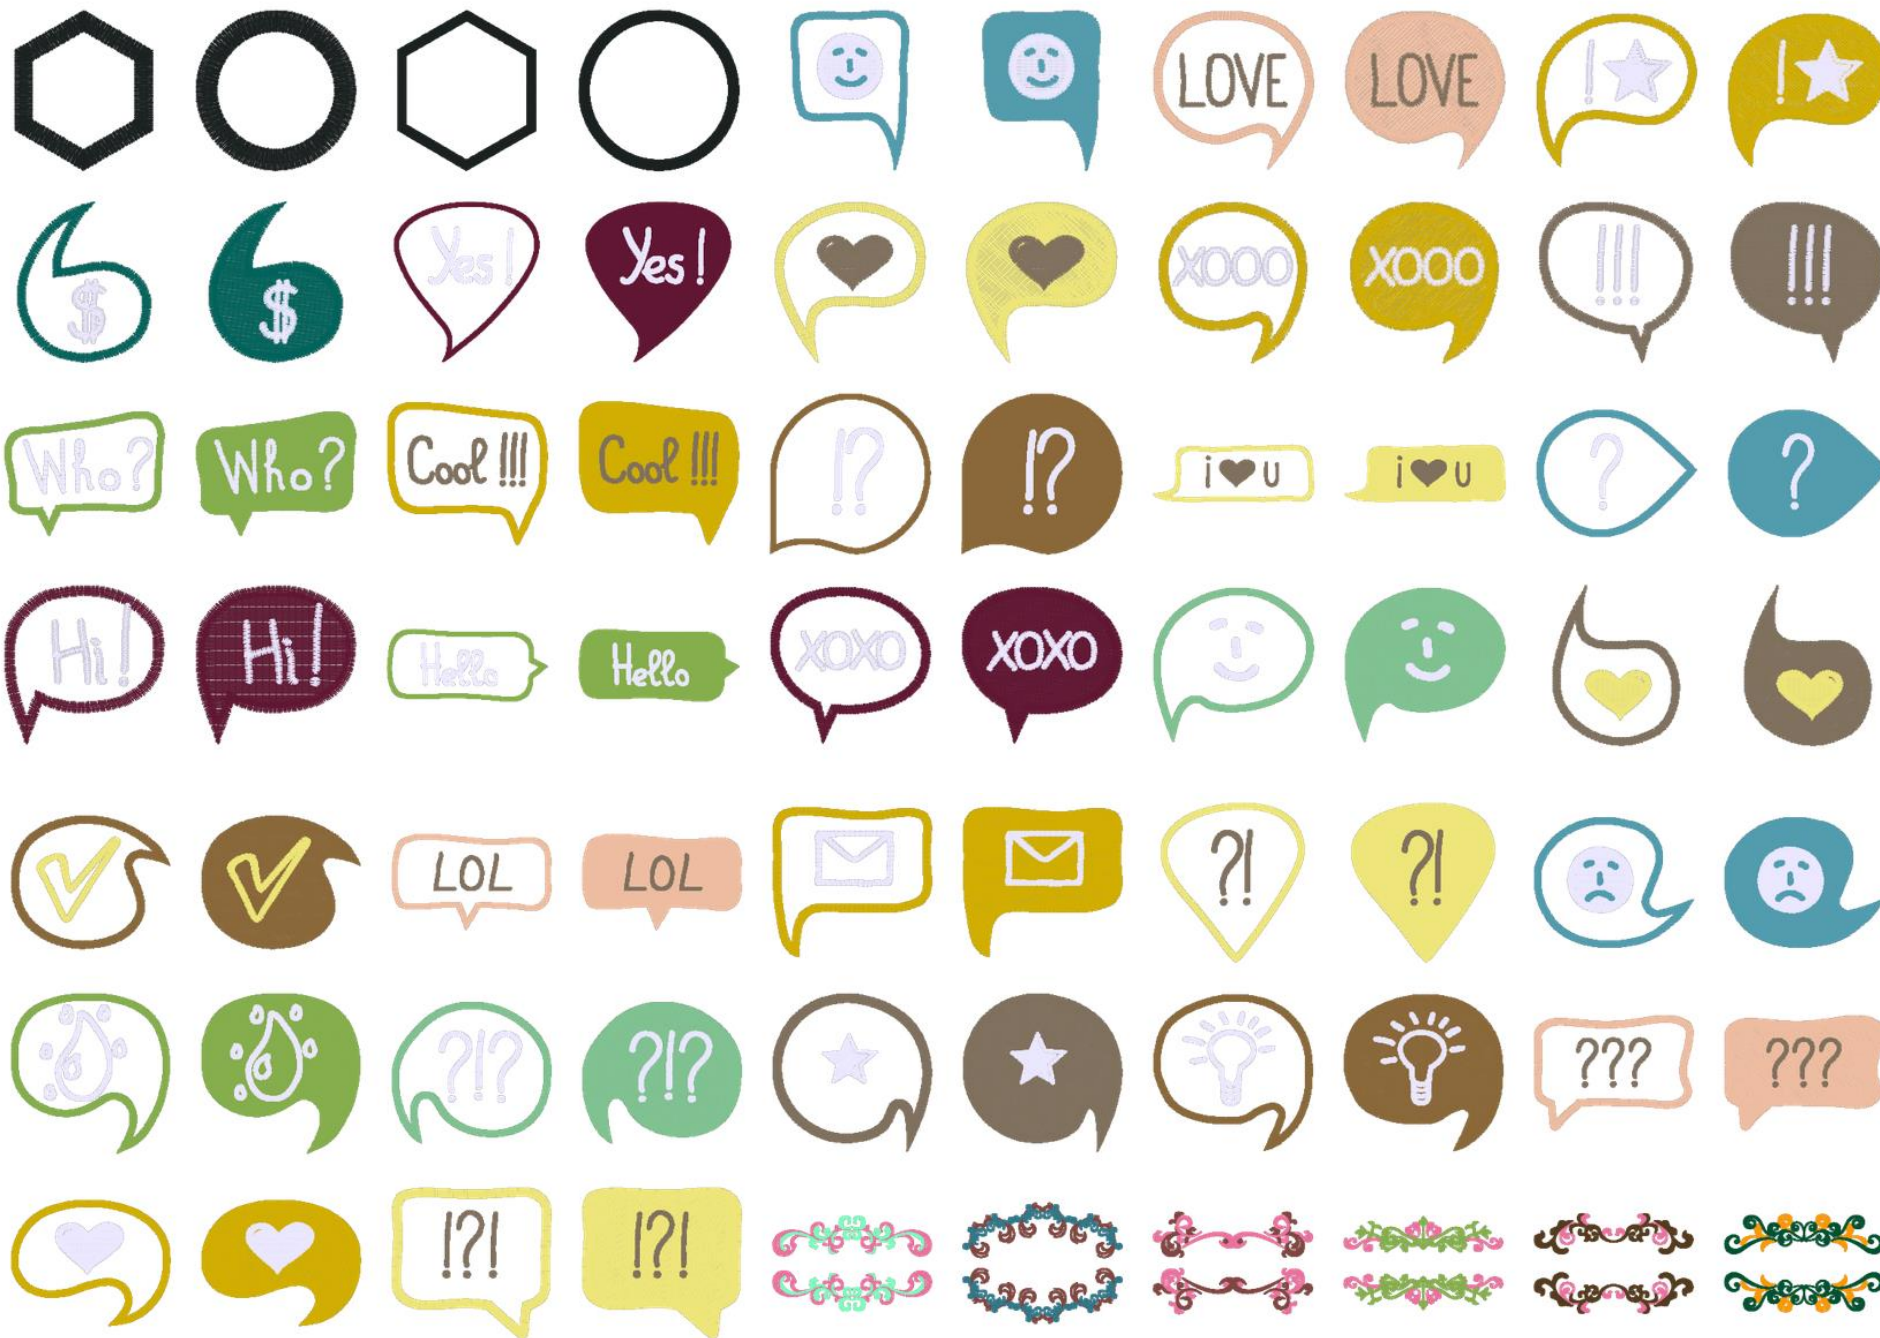 LOVE LOVE ! !
$ $ Yes! Yes! XOOO XOOO !!! !!!
Who? Who? Cool !!! Cool !!! !? !? i♥u i♥u ? ?
Hi! Hi! Hello Hello XOXO XOXO
LOL LOL ?! ?!
?!? ?!? ??? ???
!?! !?!